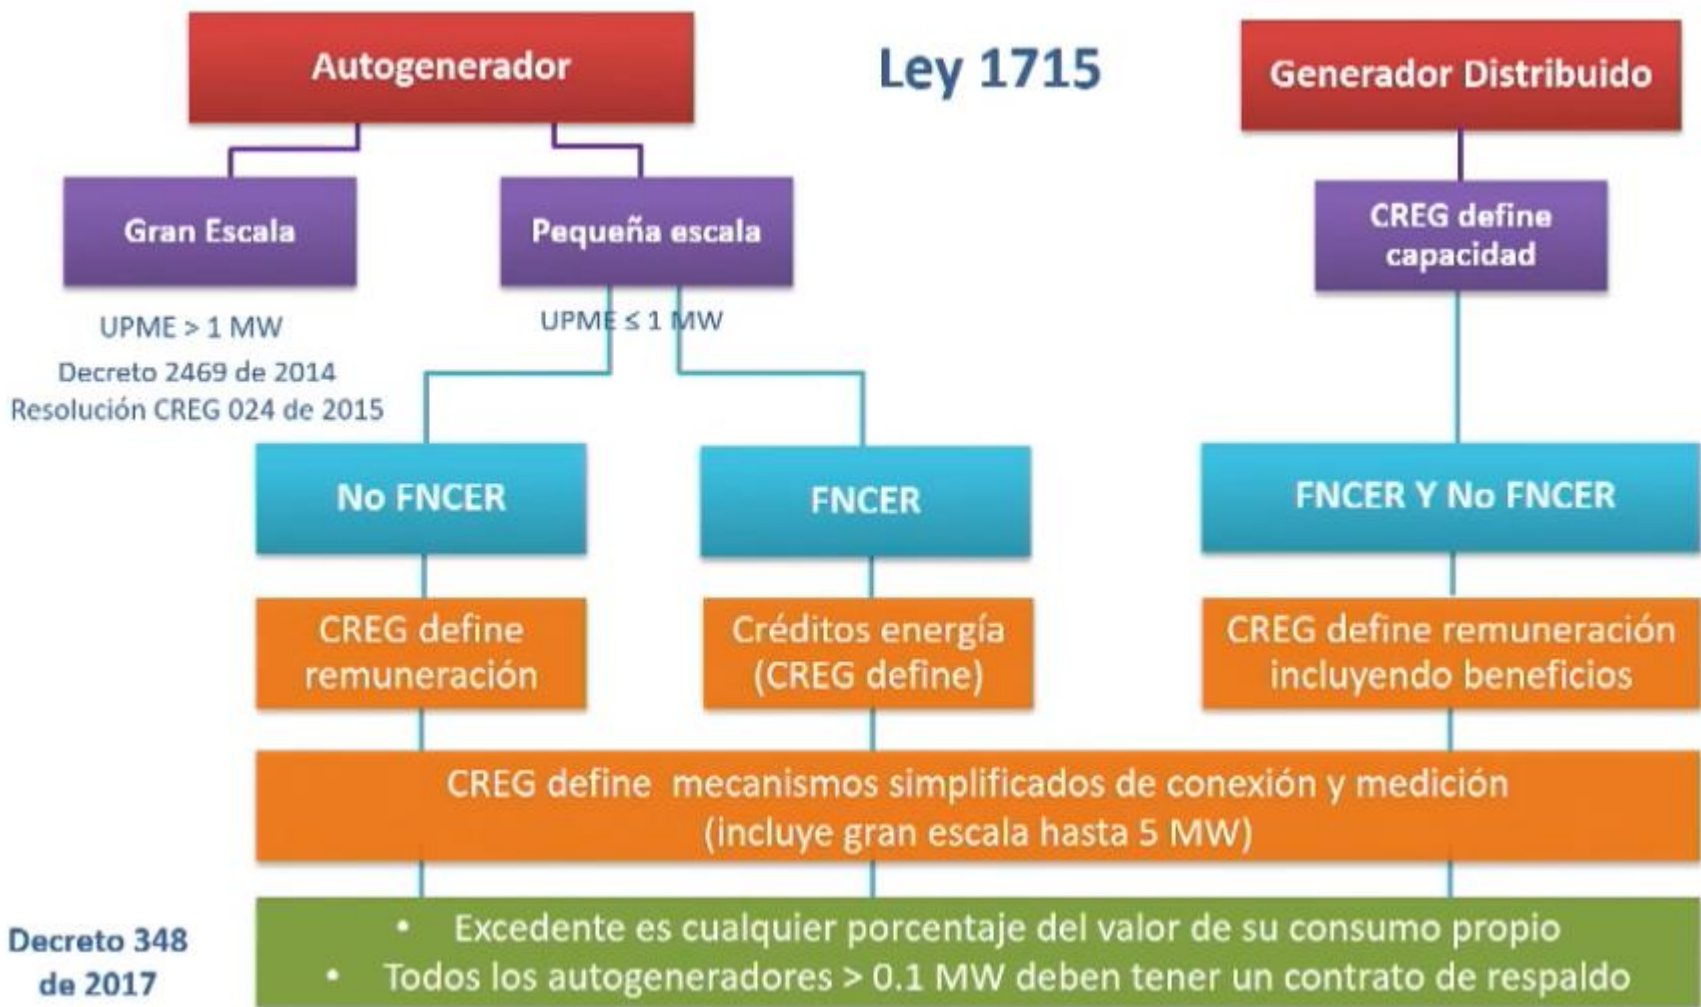 Autogenerador
Ley 1715
Generador Distribuido
Gran Escala
Pequeña escala
CREG define
capacidad
UPME > 1 MW
UPME ≤ 1 MW
Decreto 2469 de 2014
Resolución CREG 024 de 2015
No FNCER
FNCER
FNCER Y No FNCER
CREG define
remuneración
Créditos energía
(CREG define)
CREG define remuneración
incluyendo beneficios
CREG define mecanismos simplificados de conexión y medición
(incluye gran escala hasta 5 MW)
Decreto 348
de 2017
• Excedente es cualquier porcentaje del valor de su consumo propio
• Todos los autogeneradores > 0.1 MW deben tener un contrato de respaldo